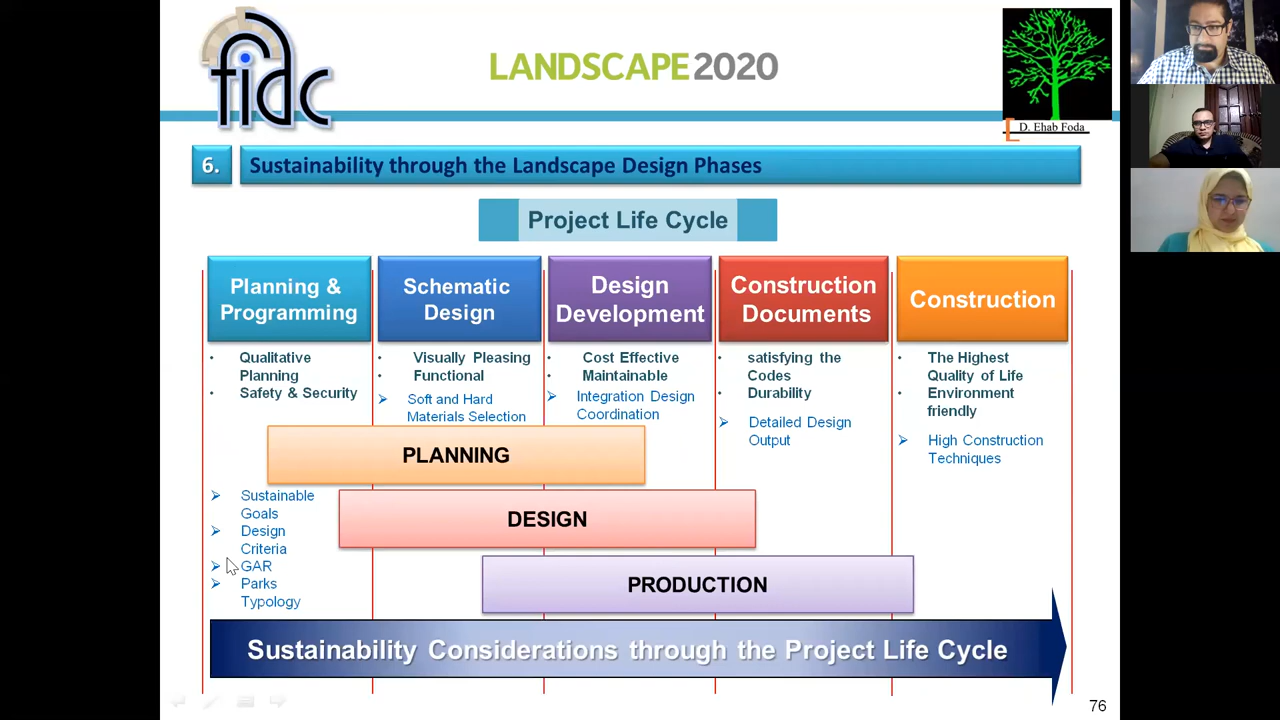 fidc
LANDSCAPE2020
D. Ehab Foda
6.
Sustainability through the Landscape Design Phases
Project Life Cycle
Planning &
Programming
Schematic
Design
Design
Development
Construction
Documents
Construction
• Qualitative
Planning
• Safety & Security
• Visually Pleasing
• Functional
➢ Soft and Hard
Materials Selection
• Cost Effective
• Maintainable
➢ Integration Design
Coordination
• satisfying the
Codes
• Durability
➢ Detailed Design
Output
• The Highest
Quality of Life
• Environment
friendly
➢ High Construction
Techniques
PLANNING
➢ Sustainable
Goals
➢ Design
Criteria
➢ GAR
➢ Parks
Typology
DESIGN
PRODUCTION
Sustainability Considerations through the Project Life Cycle
76